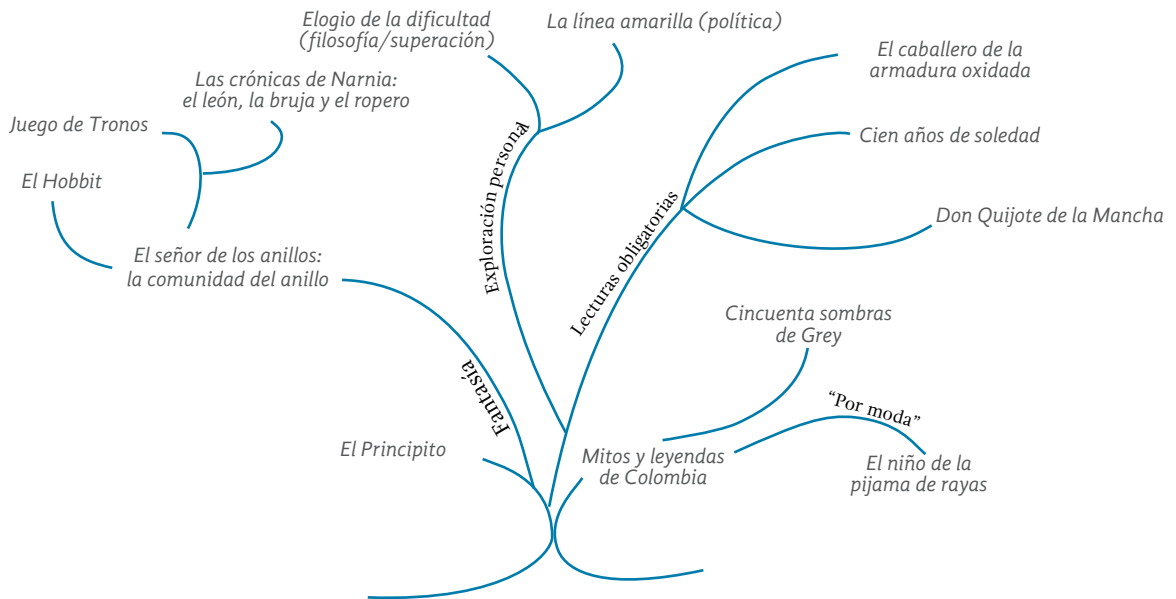 Elogio de la dificultad
(filosofía/superación)
La línea amarilla (política)
El caballero de la
armadura oxidada
Las crónicas de Narnia:
el león, la bruja y el ropero
Juego de Tronos
Cien años de soledad
El Hobbit
Exploración personal
Lecturas obligatorias
Don Quijote de la Mancha
El señor de los anillos:
la comunidad del anillo
Cincuenta sombras
de Grey
Fantasía
“Por moda”
El Principito
Mitos y leyendas
de Colombia
El niño de la
pijama de rayas